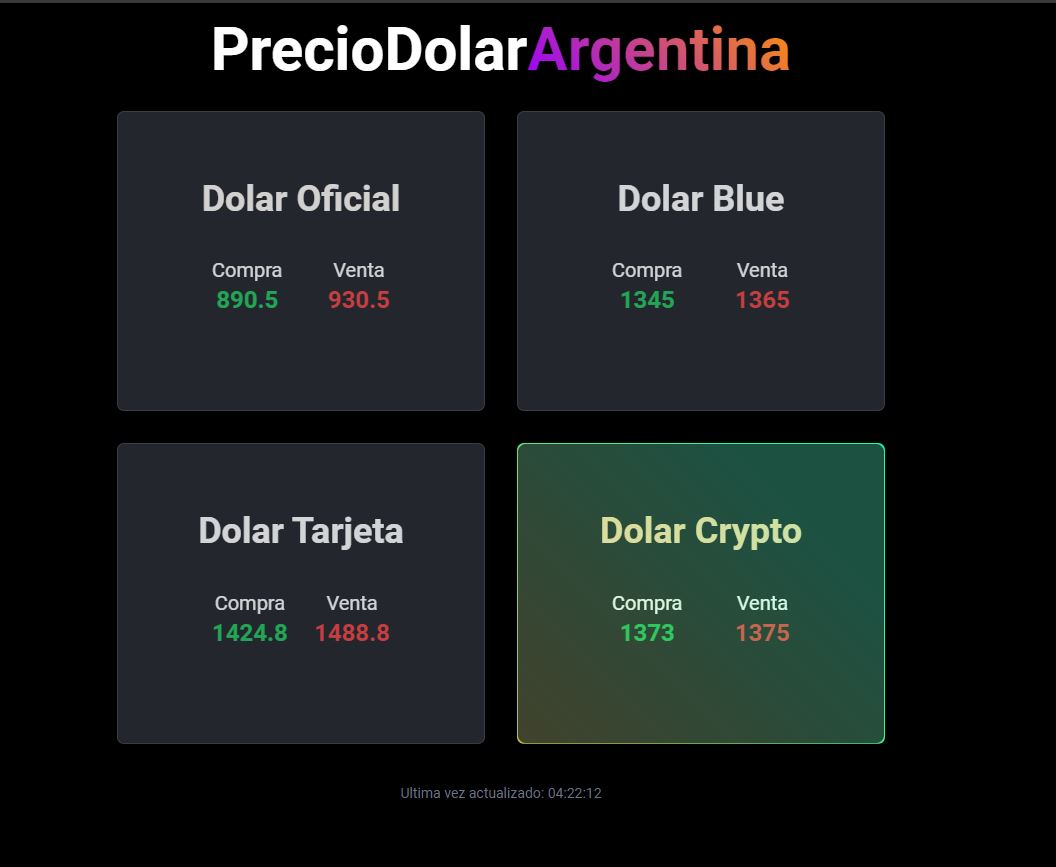 PrecioDolarArgentina
Dolar Oficial
Compra Venta
890.5 930.5
Dolar Blue
Compra Venta
1345 1365
Dolar Tarjeta
Compra Venta
1424.8 1488.8
Dolar Crypto
Compra Venta
1373 1375
Ultima vez actualizado: 04:22:12